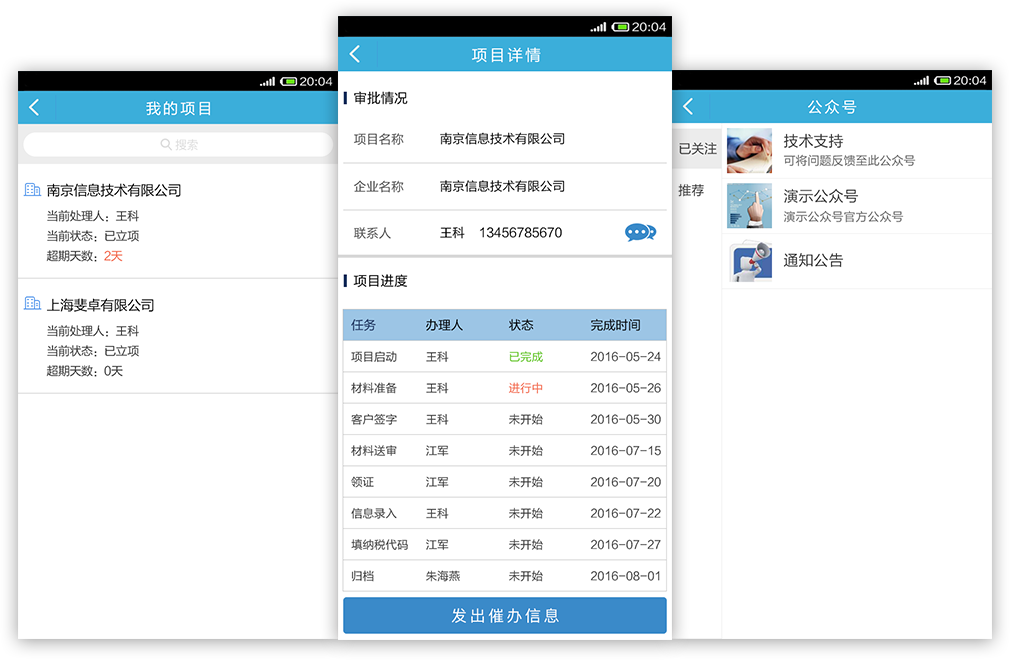 20:04
我的项目
搜索
南京信息技术有限公司
当前处理人：王科
当前状态：已立项
超期天数：2天
上海斐卓有限公司
当前处理人：王科
当前状态：已立项
超期天数：0天
20:04
项目详情
审批情况
项目名称 南京信息技术有限公司
企业名称 南京信息技术有限公司
联系人 王科 13456785670
项目进度
任务 办理人 状态 完成时间
项目启动 王科 已完成 2016-05-24
材料准备 王科 进行中 2016-05-26
客户签字 王科 未开始 2016-05-30
材料送审 江军 未开始 2016-07-15
领证 江军 未开始 2016-07-20
信息录入 王科 未开始 2016-07-22
填纳税代码 江军 未开始 2016-07-27
归档 朱海燕 未开始 2016-08-01
发出催办信息
20:04
公众号
已关注
推荐
技术支持
可将问题反馈至此公众号
演示公众号
演示公众号官方公众号
通知公告